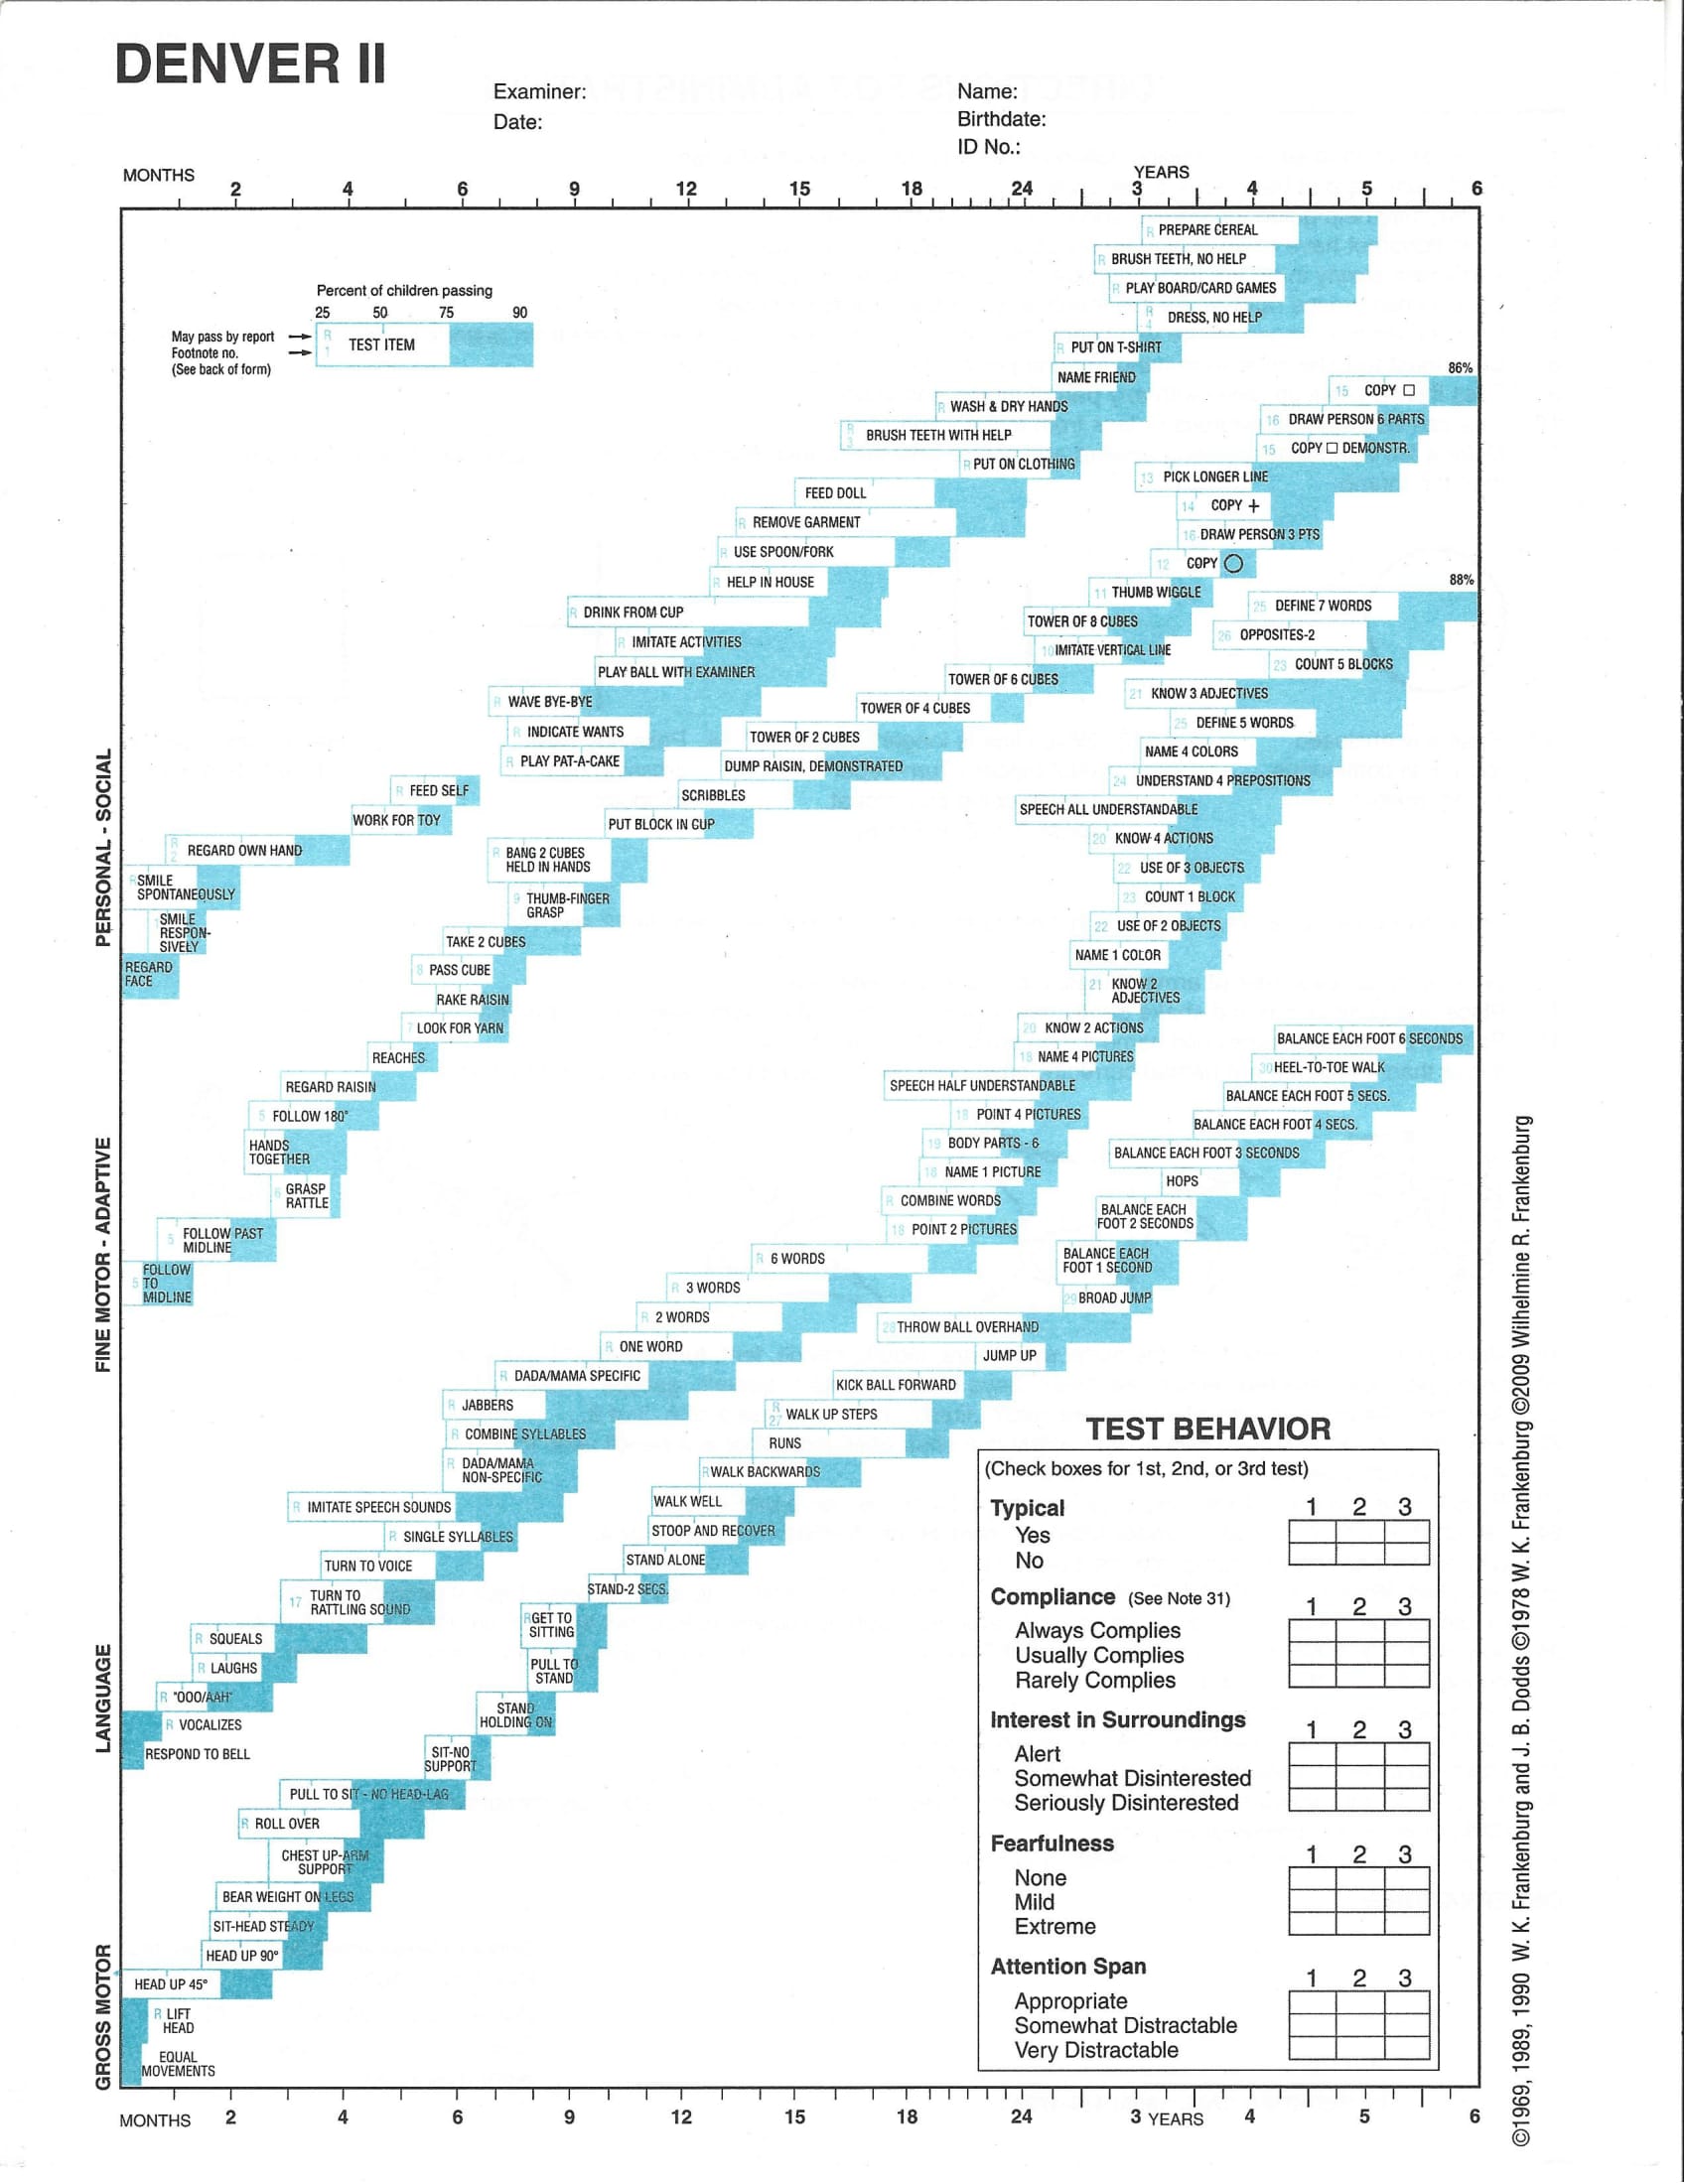 DENVER II
Examiner:
Date:
Name:
Birthdate:
ID No.:
MONTHS
YEARS
2 4 6 9 12 15 18 24 3 4 5 6
Percent of children passing
25 50 75 90
May pass by report
Footnote no.
(See back of form)
R
1
TEST ITEM
PERSONAL - SOCIAL
R PREPARE CEREAL
R BRUSH TEETH, NO HELP
R PLAY BOARD/CARD GAMES
R
4
DRESS, NO HELP
R PUT ON T-SHIRT
NAME FRIEND
R WASH & DRY HANDS
R
3
BRUSH TEETH WITH HELP
R PUT ON CLOTHING
FEED DOLL
R REMOVE GARMENT
R USE SPOON/FORK
R HELP IN HOUSE
R DRINK FROM CUP
R IMITATE ACTIVITIES
PLAY BALL WITH EXAMINER
R WAVE BYE-BYE
R INDICATE WANTS
R PLAY PAT-A-CAKE
R FEED SELF
WORK FOR TOY
R
2
REGARD OWN HAND
R SMILE
SPONTANEOUSLY
SMILE
RESPON-
SIVELY
REGARD
FACE
FINE MOTOR - ADAPTIVE
86%
15 COPY □
16 DRAW PERSON 6 PARTS
15 COPY □ DEMONSTR.
13 PICK LONGER LINE
14 COPY +
16 DRAW PERSON 3 PTS
12 COPY ○
11 THUMB WIGGLE
TOWER OF 8 CUBES
10 IMITATE VERTICAL LINE
TOWER OF 6 CUBES
TOWER OF 4 CUBES
TOWER OF 2 CUBES
DUMP RAISIN, DEMONSTRATED
SCRIBBLES
PUT BLOCK IN CUP
R BANG 2 CUBES
HELD IN HANDS
9 THUMB-FINGER
GRASP
TAKE 2 CUBES
8 PASS CUBE
RAKE RAISIN
7 LOOK FOR YARN
REACHES
REGARD RAISIN
5 FOLLOW 180°
HANDS
TOGETHER
6 GRASP
RATTLE
5 FOLLOW PAST
MIDLINE
5 FOLLOW
TO
MIDLINE
LANGUAGE
88%
25 DEFINE 7 WORDS
26 OPPOSITES-2
23 COUNT 5 BLOCKS
21 KNOW 3 ADJECTIVES
25 DEFINE 5 WORDS
NAME 4 COLORS
24 UNDERSTAND 4 PREPOSITIONS
SPEECH ALL UNDERSTANDABLE
20 KNOW 4 ACTIONS
22 USE OF 3 OBJECTS
23 COUNT 1 BLOCK
22 USE OF 2 OBJECTS
NAME 1 COLOR
21 KNOW 2
ADJECTIVES
20 KNOW 2 ACTIONS
18 NAME 4 PICTURES
SPEECH HALF UNDERSTANDABLE
18 POINT 4 PICTURES
19 BODY PARTS - 6
18 NAME 1 PICTURE
R COMBINE WORDS
18 POINT 2 PICTURES
R 6 WORDS
R 3 WORDS
R 2 WORDS
R ONE WORD
R DADA/MAMA SPECIFIC
R JABBERS
R COMBINE SYLLABLES
R DADA/MAMA
NON-SPECIFIC
R IMITATE SPEECH SOUNDS
R SINGLE SYLLABLES
TURN TO VOICE
17 TURN TO
RATTLING SOUND
R SQUEALS
R LAUGHS
R "OOO/AAH"
R VOCALIZES
RESPOND TO BELL
GROSS MOTOR
BALANCE EACH FOOT 6 SECONDS
30 HEEL-TO-TOE WALK
BALANCE EACH FOOT 5 SECS.
BALANCE EACH FOOT 4 SECS.
BALANCE EACH FOOT 3 SECONDS
HOPS
BALANCE EACH
FOOT 2 SECONDS
BALANCE EACH
FOOT 1 SECOND
29 BROAD JUMP
28 THROW BALL OVERHAND
JUMP UP
KICK BALL FORWARD
R
27
WALK UP STEPS
RUNS
R WALK BACKWARDS
WALK WELL
STOOP AND RECOVER
STAND ALONE
STAND-2 SECS.
R GET TO
SITTING
PULL TO
STAND
STAND
HOLDING ON
SIT-NO
SUPPORT
PULL TO SIT - NO HEAD-LAG
R ROLL OVER
CHEST UP-ARM
SUPPORT
BEAR WEIGHT ON LEGS
SIT-HEAD STEADY
HEAD UP 90°
HEAD UP 45°
R LIFT
HEAD
EQUAL
MOVEMENTS
TEST BEHAVIOR
(Check boxes for 1st, 2nd, or 3rd test)
Typical 1 2 3
Yes
No
Compliance (See Note 31) 1 2 3
Always Complies
Usually Complies
Rarely Complies
Interest in Surroundings 1 2 3
Alert
Somewhat Disinterested
Seriously Disinterested
Fearfulness 1 2 3
None
Mild
Extreme
Attention Span 1 2 3
Appropriate
Somewhat Distractable
Very Distractable
MONTHS 2 4 6 9 12 15 18 24 3 YEARS 4 5 6
©1969, 1989, 1990 W. K. Frankenburg and J. B. Dodds ©1978 W. K. Frankenburg ©2009 Wilhelmine R. Frankenburg